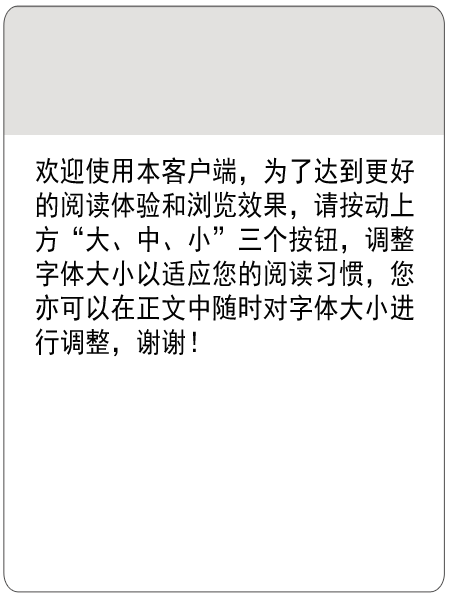 欢迎使用本客户端，为了达到更好
的阅读体验和浏览效果，请按动上
方“大、中、小”三个按钮，调整
字体大小以适应您的阅读习惯，您
亦可以在正文中随时对字体大小进
行调整，谢谢！